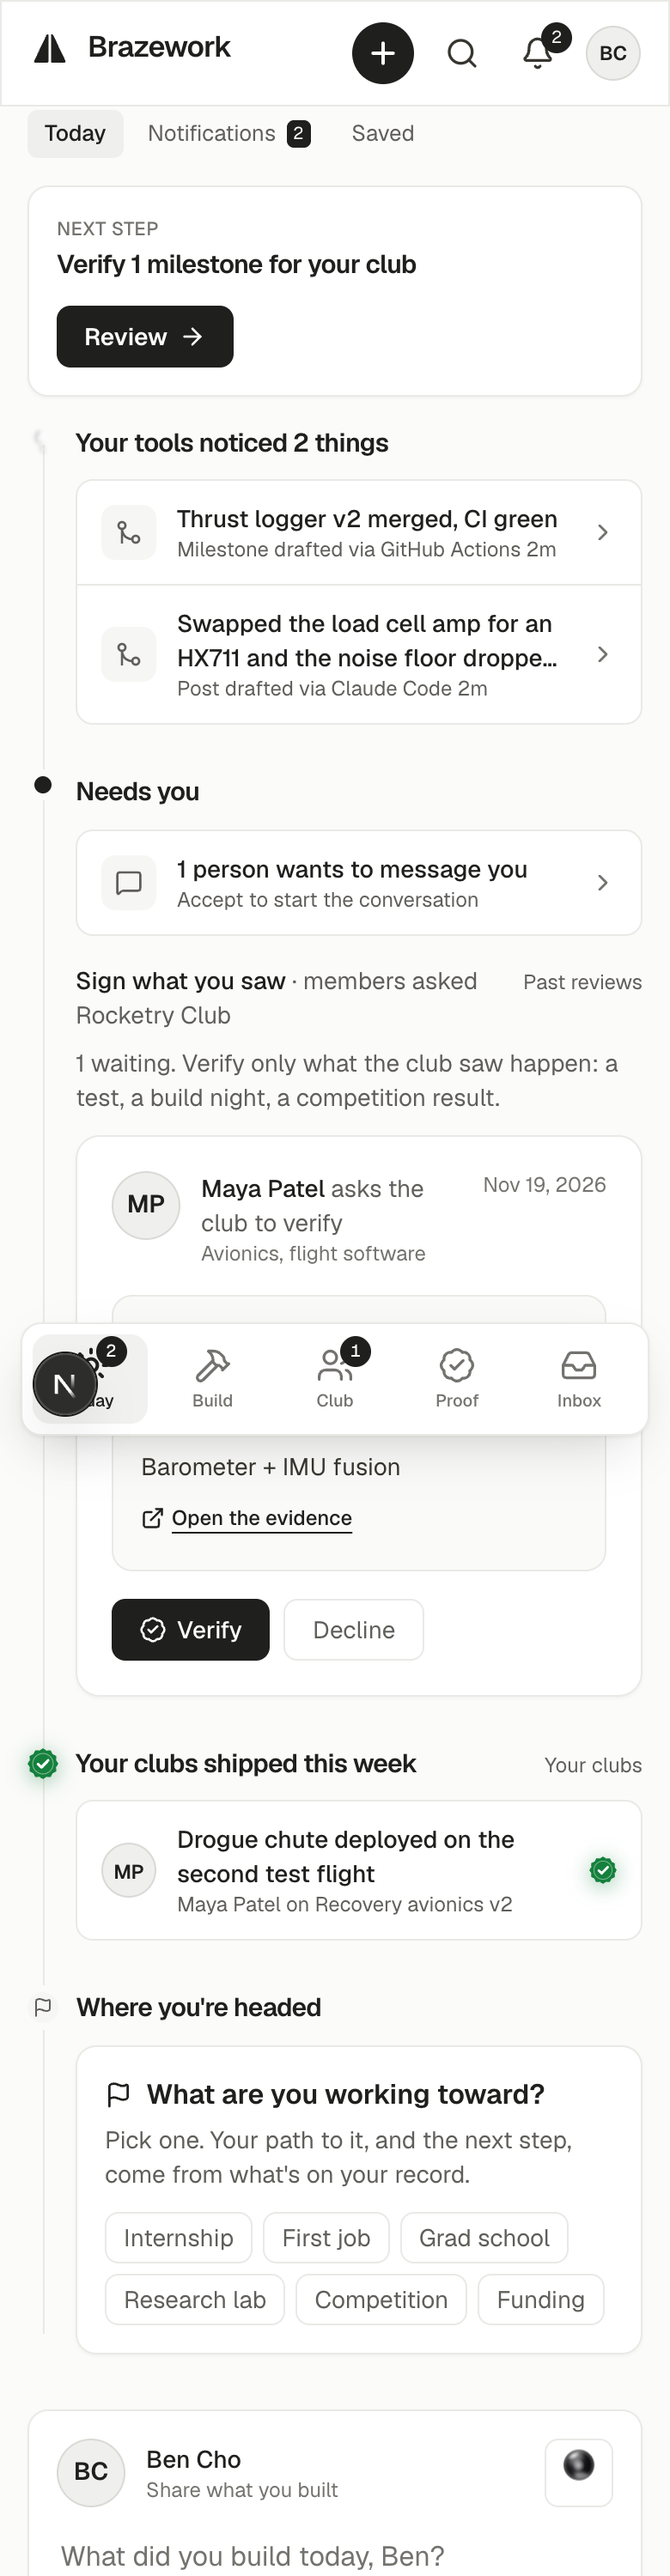 Brazework
2
BC
Today
Notifications 2
Saved
NEXT STEP
Verify 1 milestone for your club
Review
Your tools noticed 2 things
Thrust logger v2 merged, CI green
Milestone drafted via GitHub Actions 2m
Swapped the load cell amp for an
HX711 and the noise floor droppe...
Post drafted via Claude Code 2m
Needs you
1 person wants to message you
Accept to start the conversation
Sign what you saw · members asked
Rocketry Club
Past reviews
1 waiting. Verify only what the club saw happen: a
test, a build night, a competition result.
MP
Maya Patel asks the
club to verify
Avionics, flight software
Nov 19, 2026
2
N
Build
1
Club
Proof
Inbox
Barometer + IMU fusion
Open the evidence
Verify
Decline
Your clubs shipped this week
Your clubs
MP
Drogue chute deployed on the
second test flight
Maya Patel on Recovery avionics v2
Where you're headed
What are you working toward?
Pick one. Your path to it, and the next step,
come from what's on your record.
Internship
First job
Grad school
Research lab
Competition
Funding
BC
Ben Cho
Share what you built
What did you build today, Ben?